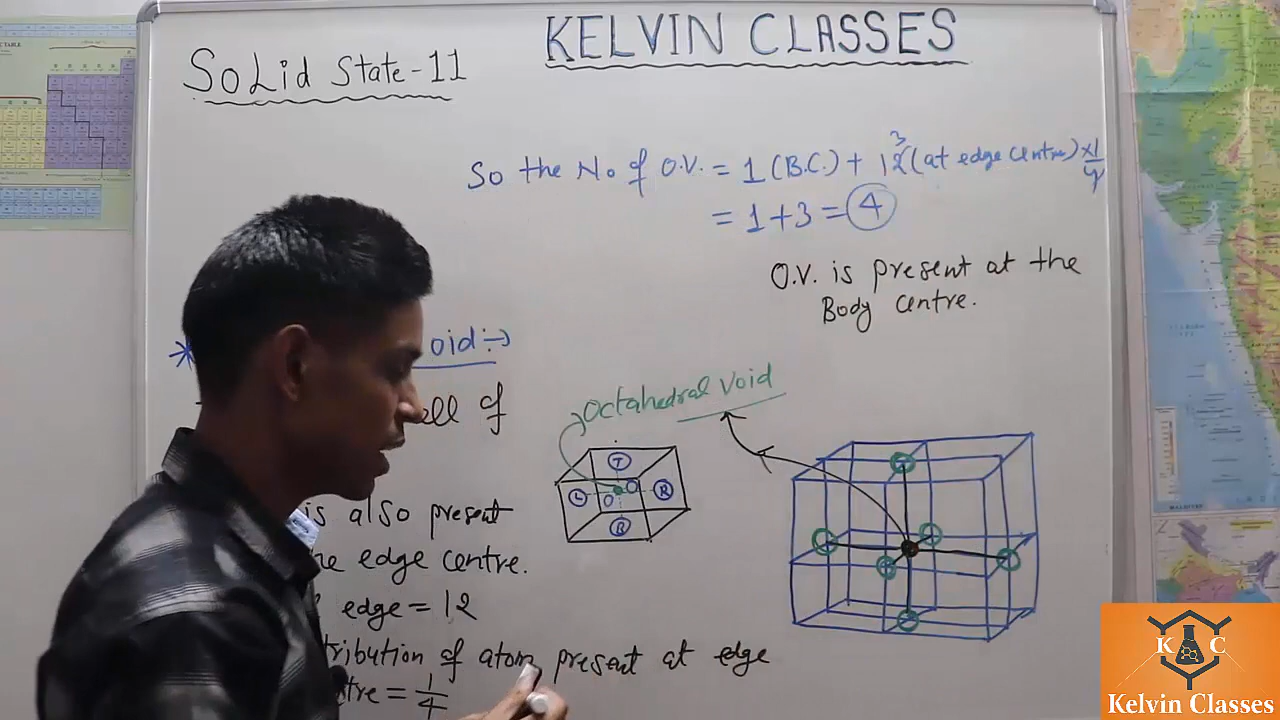 KELVIN CLASSES
SoLid State-11
So the No of O.V. = 1 (B.C.) + 12 3 (at edge centre) x 1/4
= 1+3 = 4
O.V. is present at the
Body centre.
oid :→
ell of
Octahedral void
T
L O O R
B
is also present
he edge centre.
edge = 12
tribution of atom present at edge
tre = 1/4
K C
Kelvin Classes